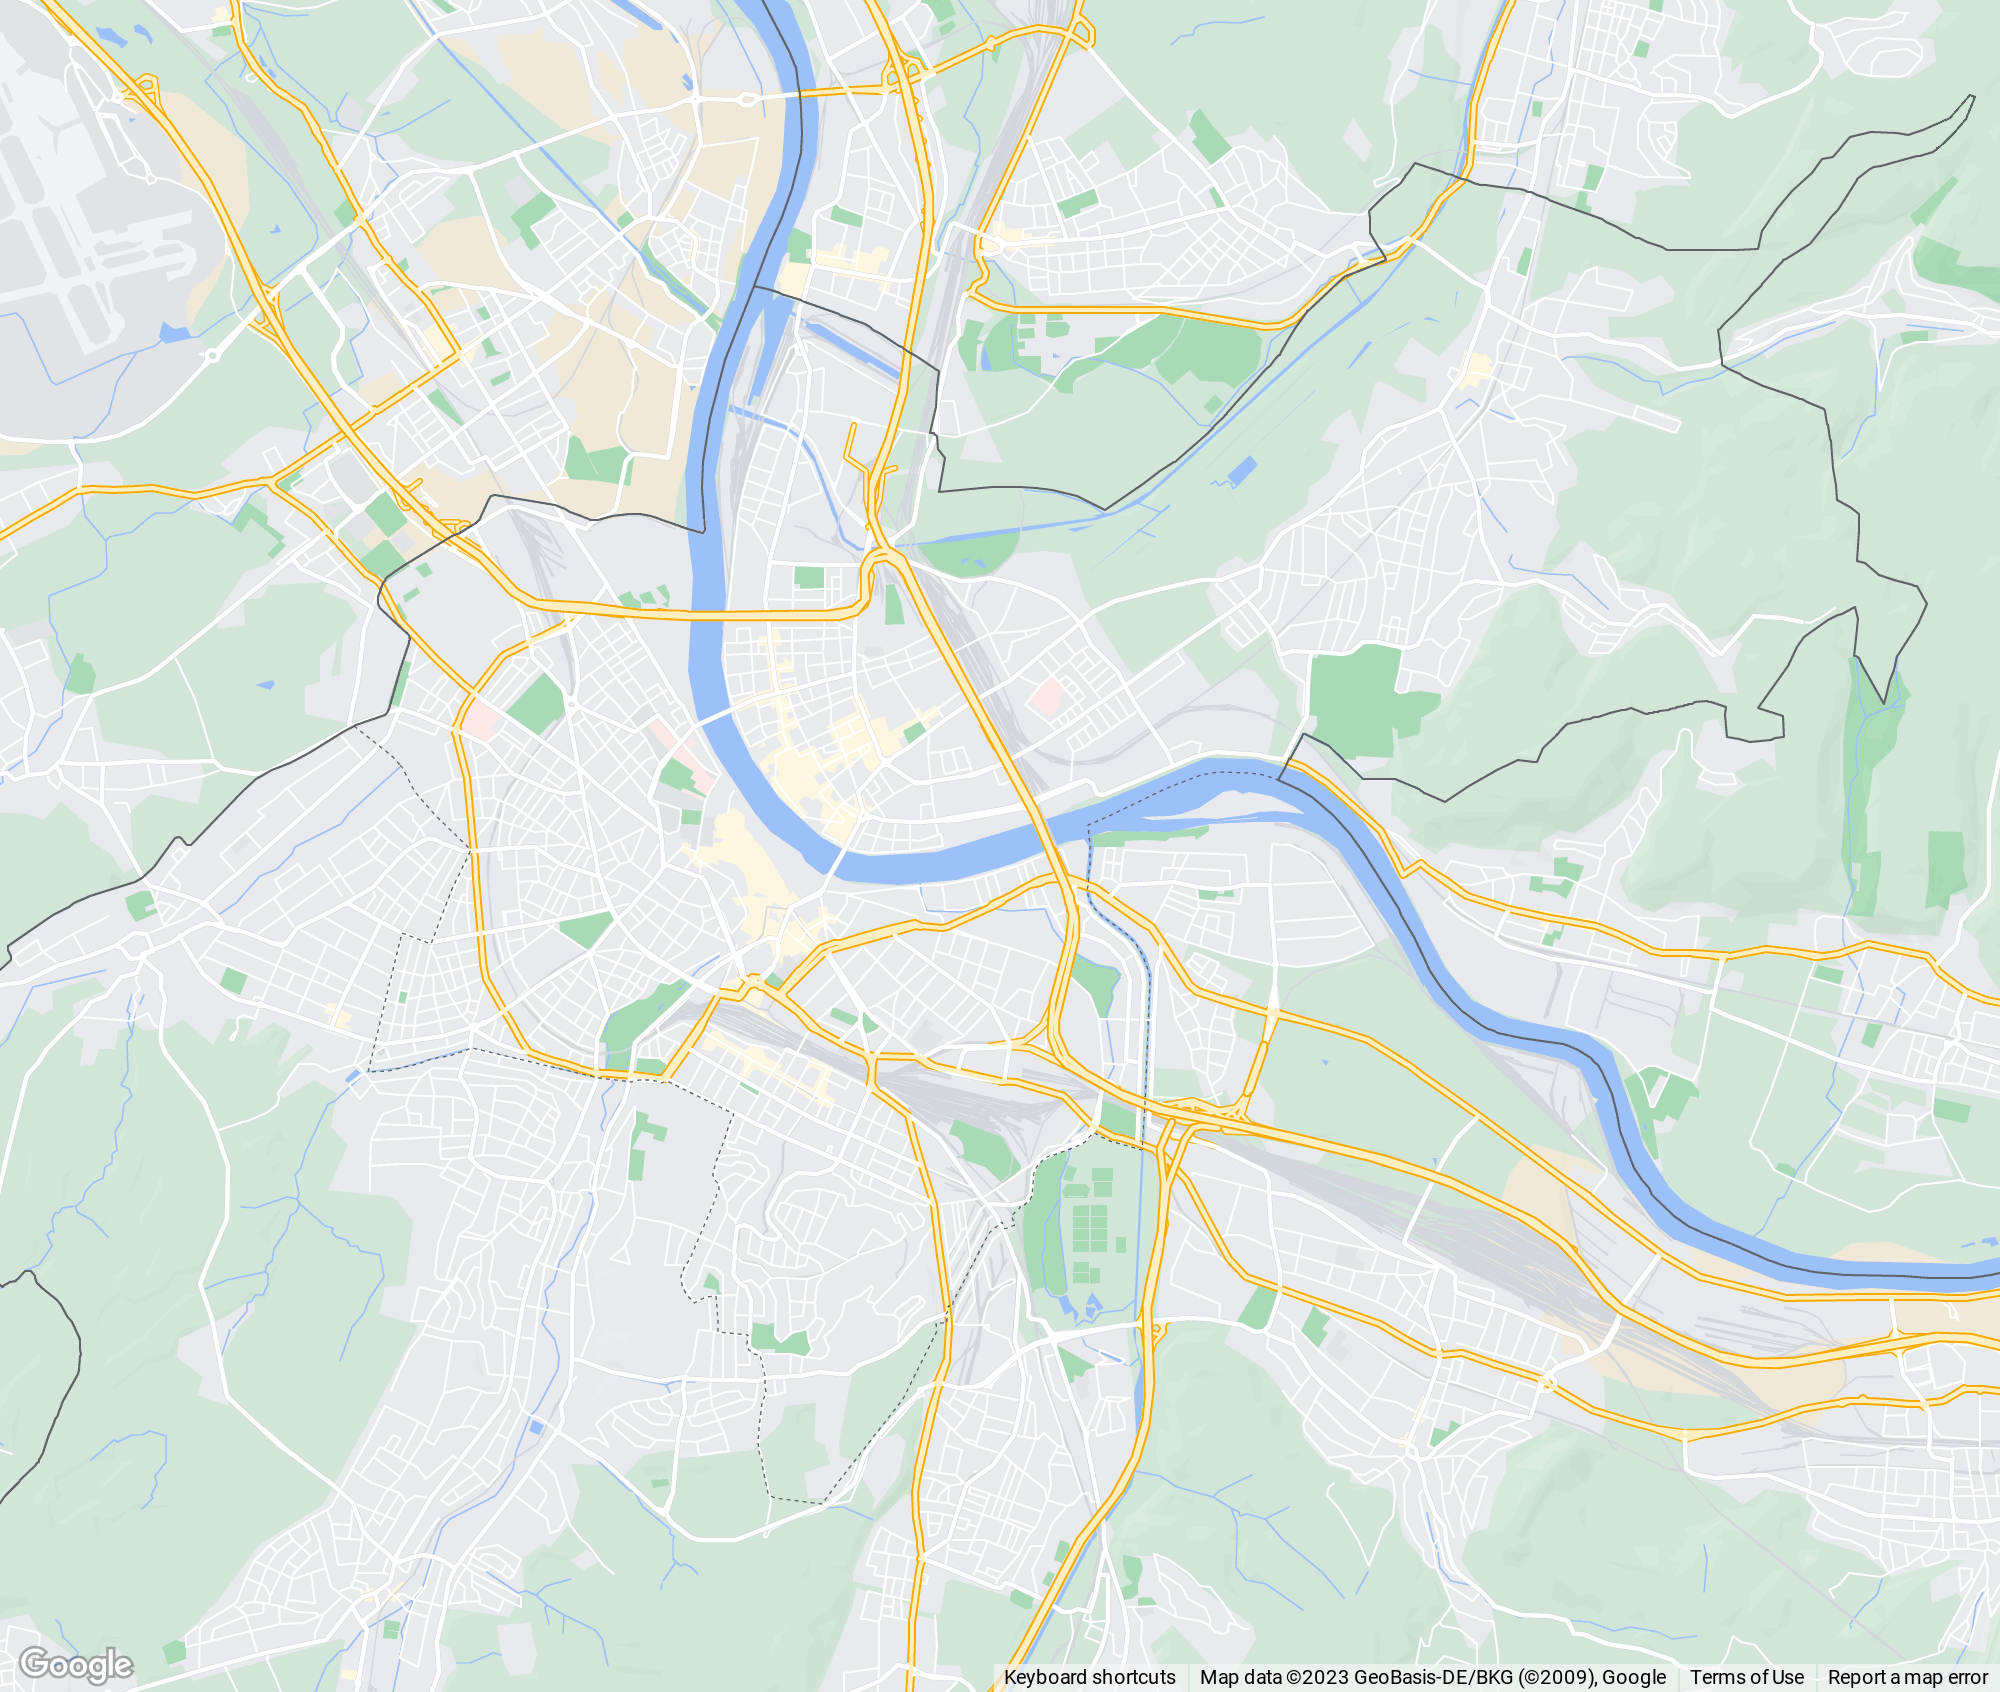 Google
Keyboard shortcuts
Map data ©2023 GeoBasis-DE/BKG (©2009), Google
Terms of Use
Report a map error